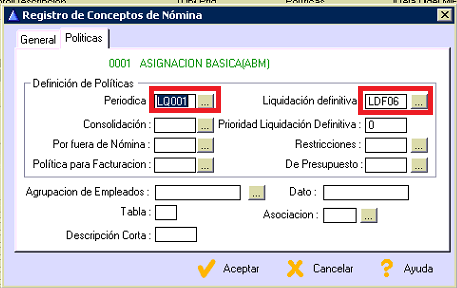 Registro de Conceptos de Nómina
General Politicas
0001 ASIGNACION BASICA(ABM)
Definición de Políticas
Periodica : LQ001 ... Liquidación definitiva : LDF06 ...
Consolidación : ... Prioridad Liquidación Definitiva : 0
Por fuera de Nómina : ... Restricciones : ...
Política para Facturacion : ... De Presupuesto : ...
Agrupacion de Empleados : ... Dato :
Tabla : Asociacion : ...
Descripción Corta :
Aceptar Cancelar ? Ayuda